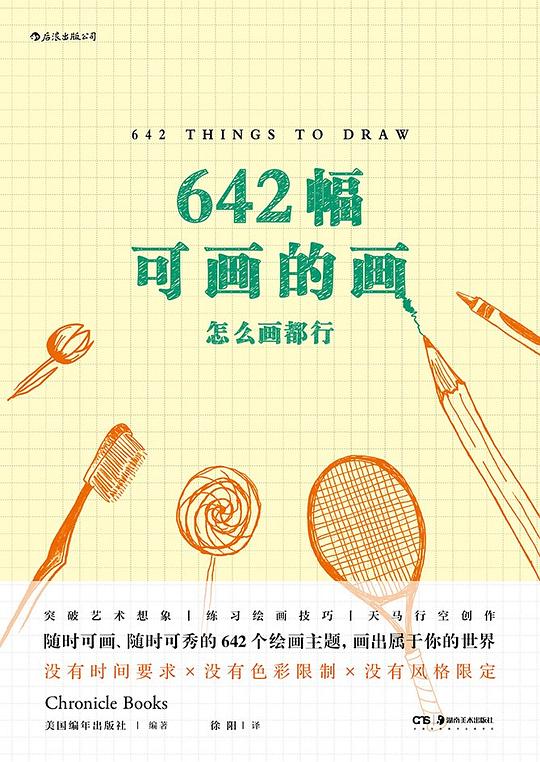 后浪出版公司
642 THINGS TO DRAW
642幅
可画的画
怎么画都行
突破艺术想象|练习绘画技巧|天马行空创作
随时可画、随时可秀的642个绘画主题,画出属于你的世界
没有时间要求×没有色彩限制×没有风格限定
Chronicle Books
美国编年出版社 | 编著 徐阳 | 译
湖南美术出版社